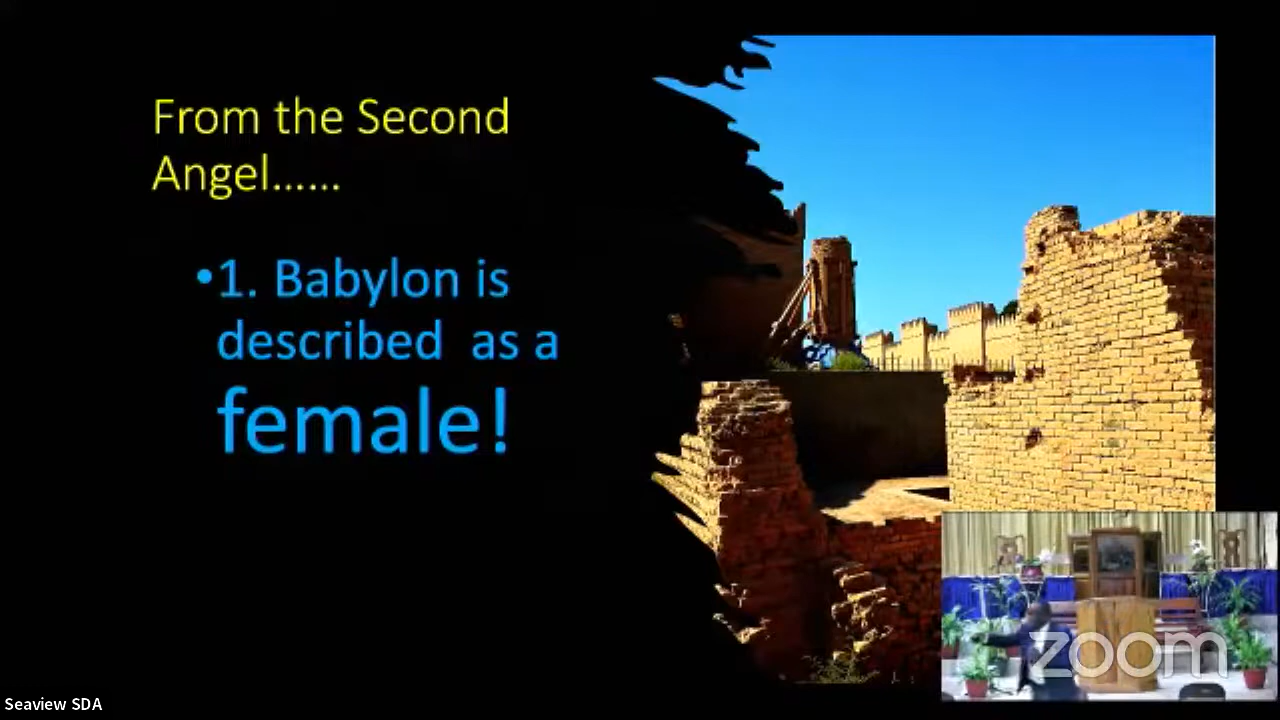 From the Second
Angel......
•1. Babylon is
described  as a
female!
zoom
Seaview SDA